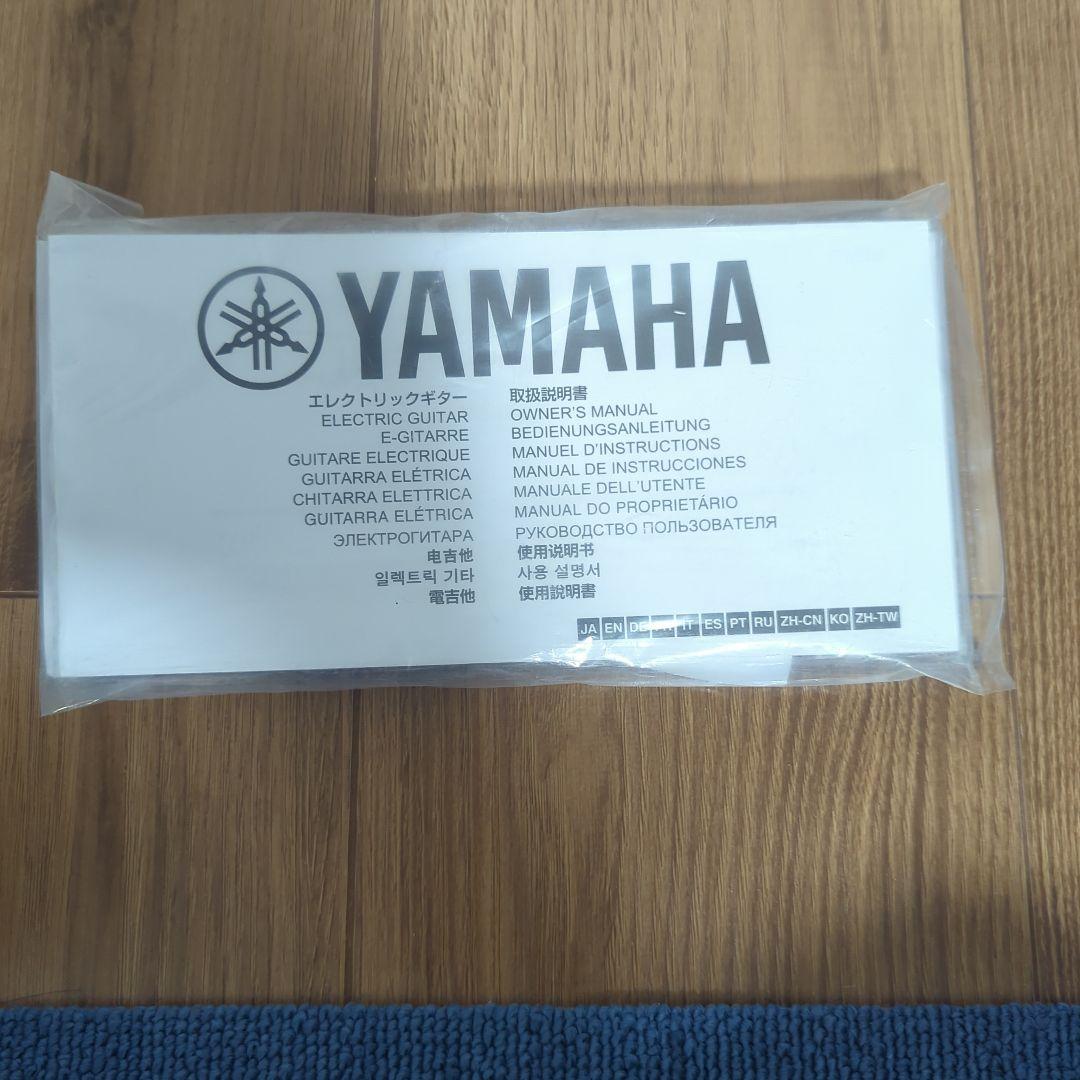 YAMAHA
エレクトリックギター 取扱説明書
ELECTRIC GUITAR OWNER'S MANUAL
E-GITARRE BEDIENUNGSANLEITUNG
GUITARE ELECTRIQUE MANUEL D'INSTRUCTIONS
GUITARRA ELÉTRICA MANUAL DE INSTRUCCIONES
CHITARRA ELETTRICA MANUALE DELL'UTENTE
GUITARRA ELÉTRICA MANUAL DO PROPRIETÁRIO
ЭЛЕКТРОГИТАРА РУКОВОДСТВО ПОЛЬЗОВАТЕЛЯ
电吉他 使用说明书
일렉트릭 기타 사용 설명서
電吉他 使用說明書
JA EN DE IT ES PT RU ZH-CN KO ZH-TW